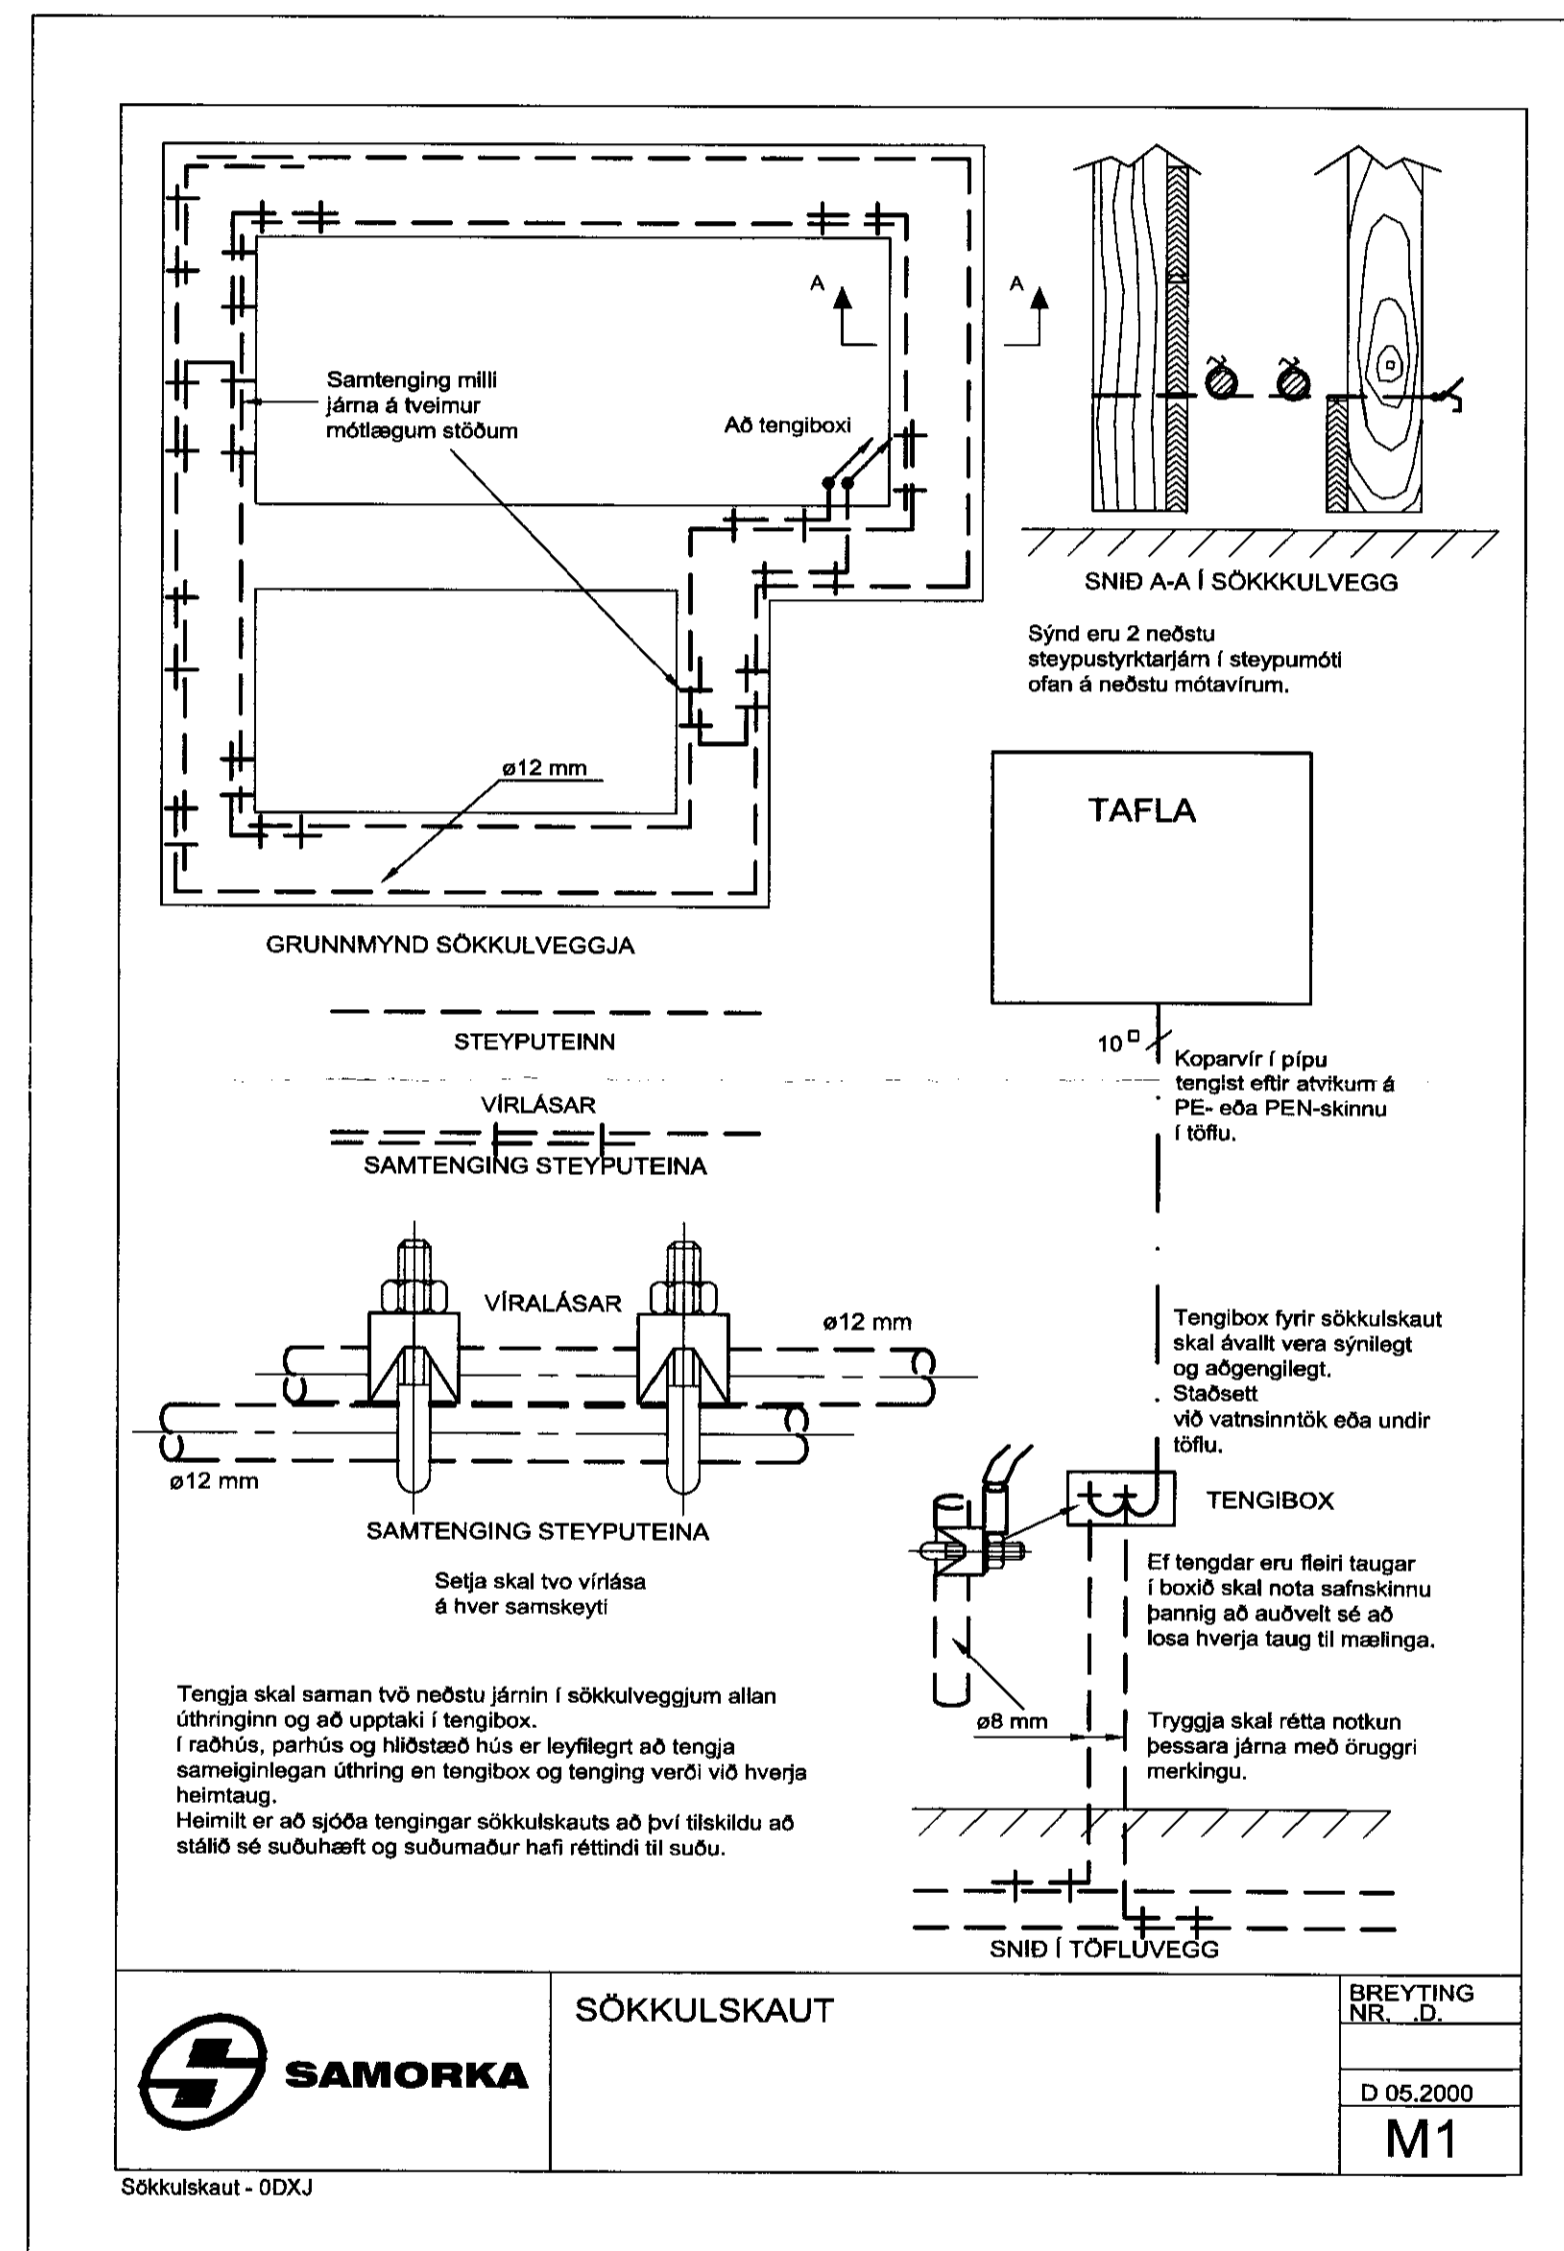 A
A
Samtenging milli
járna á tveimur
mótlægum stöðum
Að tengiboxi
ø12 mm
GRUNNMYND SÖKKULVEGGJA
SNIÐ A-A Í SÖKKKULVEGG
Sýnd eru 2 neðstu
steypustyrktarjárn í steypumóti
ofan á neðstu mótavírum.
STEYPUTEINN
VÍRLÁSAR
SAMTENGING STEYPUTEINA
TAFLA
10
Koparvír í pípu
tengist eftir atvikum á
PE- eða PEN-skinnu
í töflu.
VÍRALÁSAR
ø12 mm
ø12 mm
SAMTENGING STEYPUTEINA
Setja skal tvo vírlása
á hver samskeyti
Tengibox fyrir sökkulskaut
skal ávallt vera sýnilegt
og aðgengilegt.
Staðsett
við vatnsinntök eða undir
töflu.
TENGIBOX
Ef tengdar eru fleiri taugar
í boxið skal nota safnskinnu
þannig að auðvelt sé að
losa hverja taug til mælinga.
ø8 mm
Tryggja skal rétta notkun
þessara járna með öruggri
merkingu.
SNIÐ Í TÖFLUVEGG
Tengja skal saman tvö neðstu járnin í sökkulveggjum allan
úthringinn og að upptaki í tengibox.
Í raðhús, parhús og hliðstæð hús er leyfilegrt að tengja
sameiginlegan úthring en tengibox og tenging verði við hverja
heimtaug.
Heimilt er að sjóða tengingar sökkulskauts að því tilskildu að
stálið sé suðuhæft og suðumaður hafi réttindi til suðu.
SAMORKA
SÖKKULSKAUT
BREYTING
NR. .D.
D 05.2000
M1
Sökkulskaut - 0DXJ